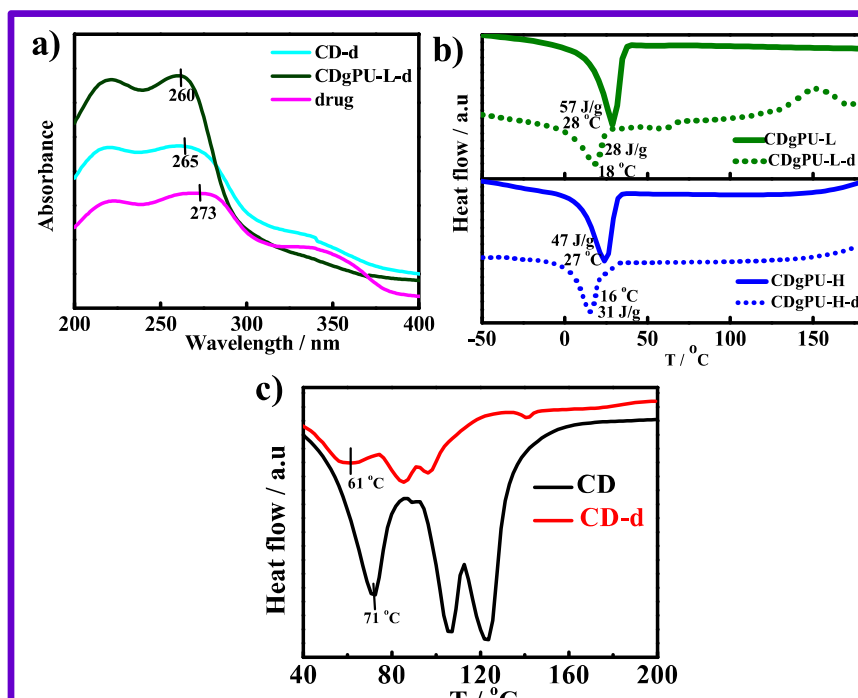 a)
Absorbance
CD-d
CDgPU-L-d
drug
260
265
273
200 250 300 350 400
Wavelength / nm
b)
Heat flow / a.u
57 J/g
28 °C
28 J/g
18 °C
CDgPU-L
CDgPU-L-d
47 J/g
27 °C
16 °C
31 J/g
CDgPU-H
CDgPU-H-d
-50 0 50 100 150
T / °C
c)
Heat flow / a.u
61 °C
71 °C
CD
CD-d
40 80 120 160 200
T / °C